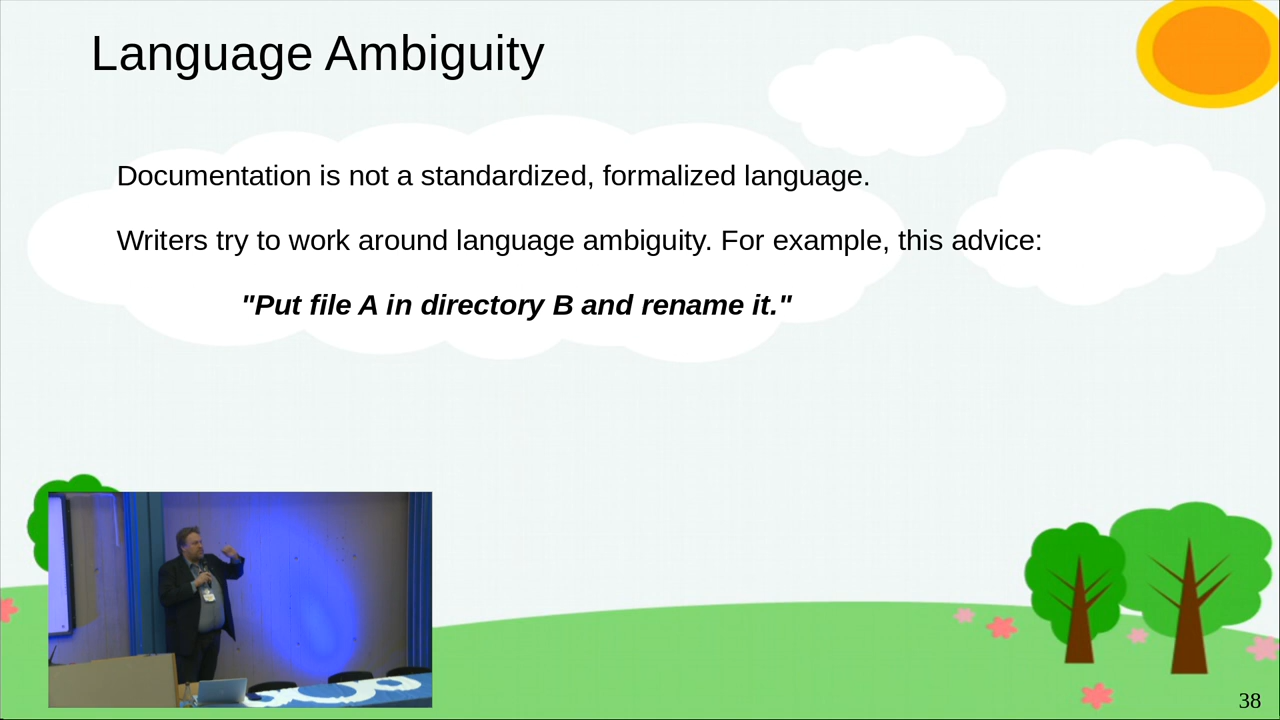 Language Ambiguity
Documentation is not a standardized, formalized language.
Writers try to work around language ambiguity. For example, this advice:
"Put file A in directory B and rename it."
38